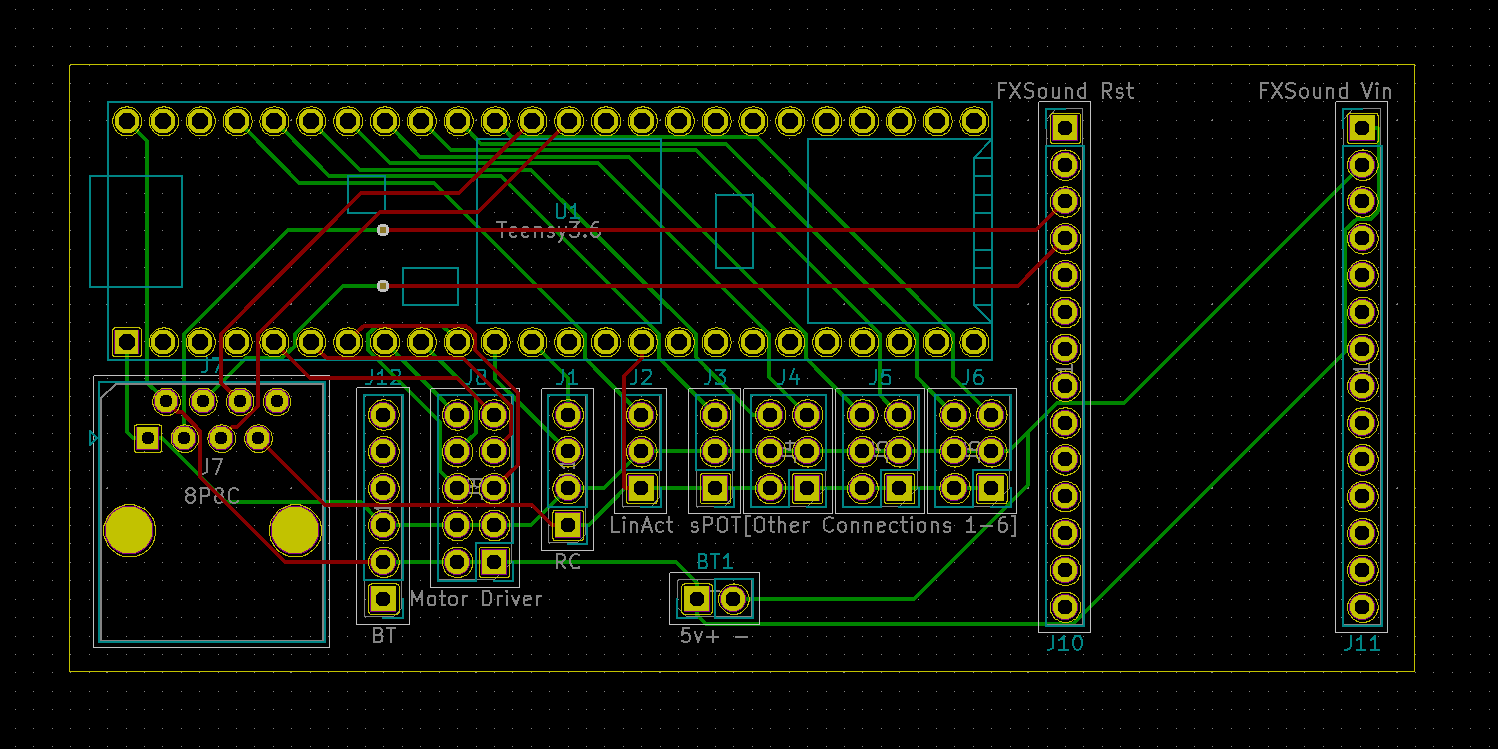 FXSound Rst
FXSound Vin
U1
Teensy3.6
J7
J12
J8
J1
J2
J3
J4
J5
J6
J7
8P8C
LinAct
sPOT
[Other Connections 1-6]
RC
BT1
Motor Driver
BT
5v+ -
J10
J11